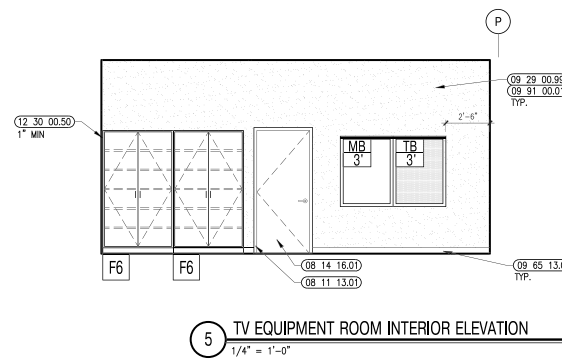 P
09 29 00.99
09 91 00.01
TYP.
12 30 00.50
1" MIN
2'-6"
MB
3'
TB
3'
F6
F6
08 14 16.01
08 11 13.01
09 65 13.0
TYP.
5
TV EQUIPMENT ROOM INTERIOR ELEVATION
1/4" = 1'-0"